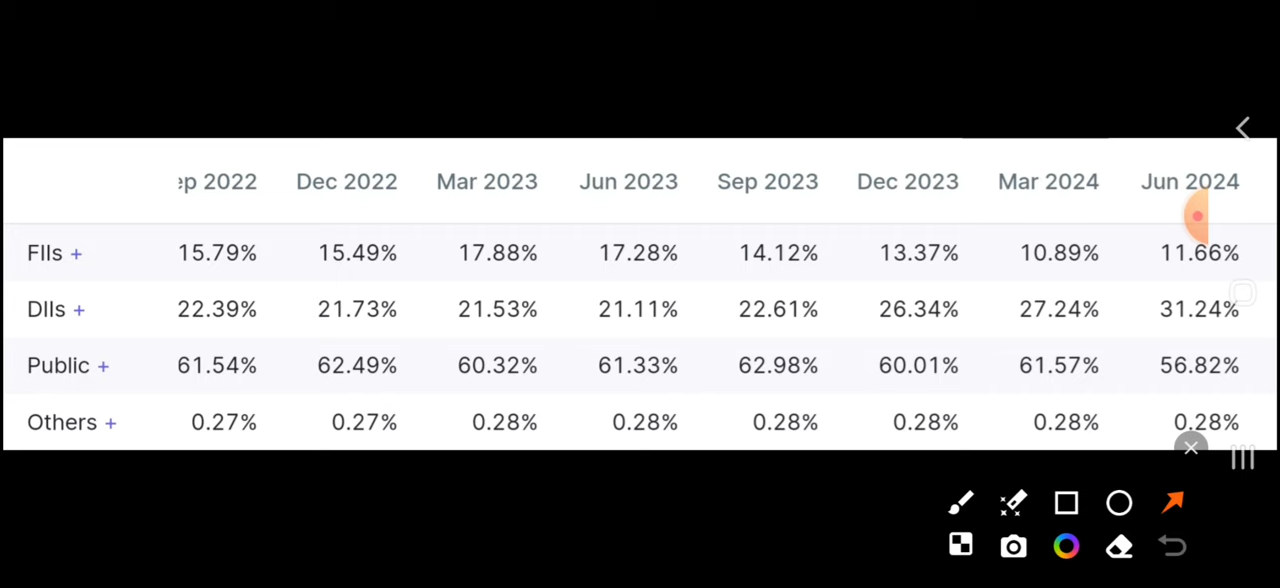 ep 2022 Dec 2022 Mar 2023 Jun 2023 Sep 2023 Dec 2023 Mar 2024 Jun 2024
FIIs + 15.79% 15.49% 17.88% 17.28% 14.12% 13.37% 10.89% 11.66%
DIIs + 22.39% 21.73% 21.53% 21.11% 22.61% 26.34% 27.24% 31.24%
Public + 61.54% 62.49% 60.32% 61.33% 62.98% 60.01% 61.57% 56.82%
Others + 0.27% 0.27% 0.28% 0.28% 0.28% 0.28% 0.28% 0.28%